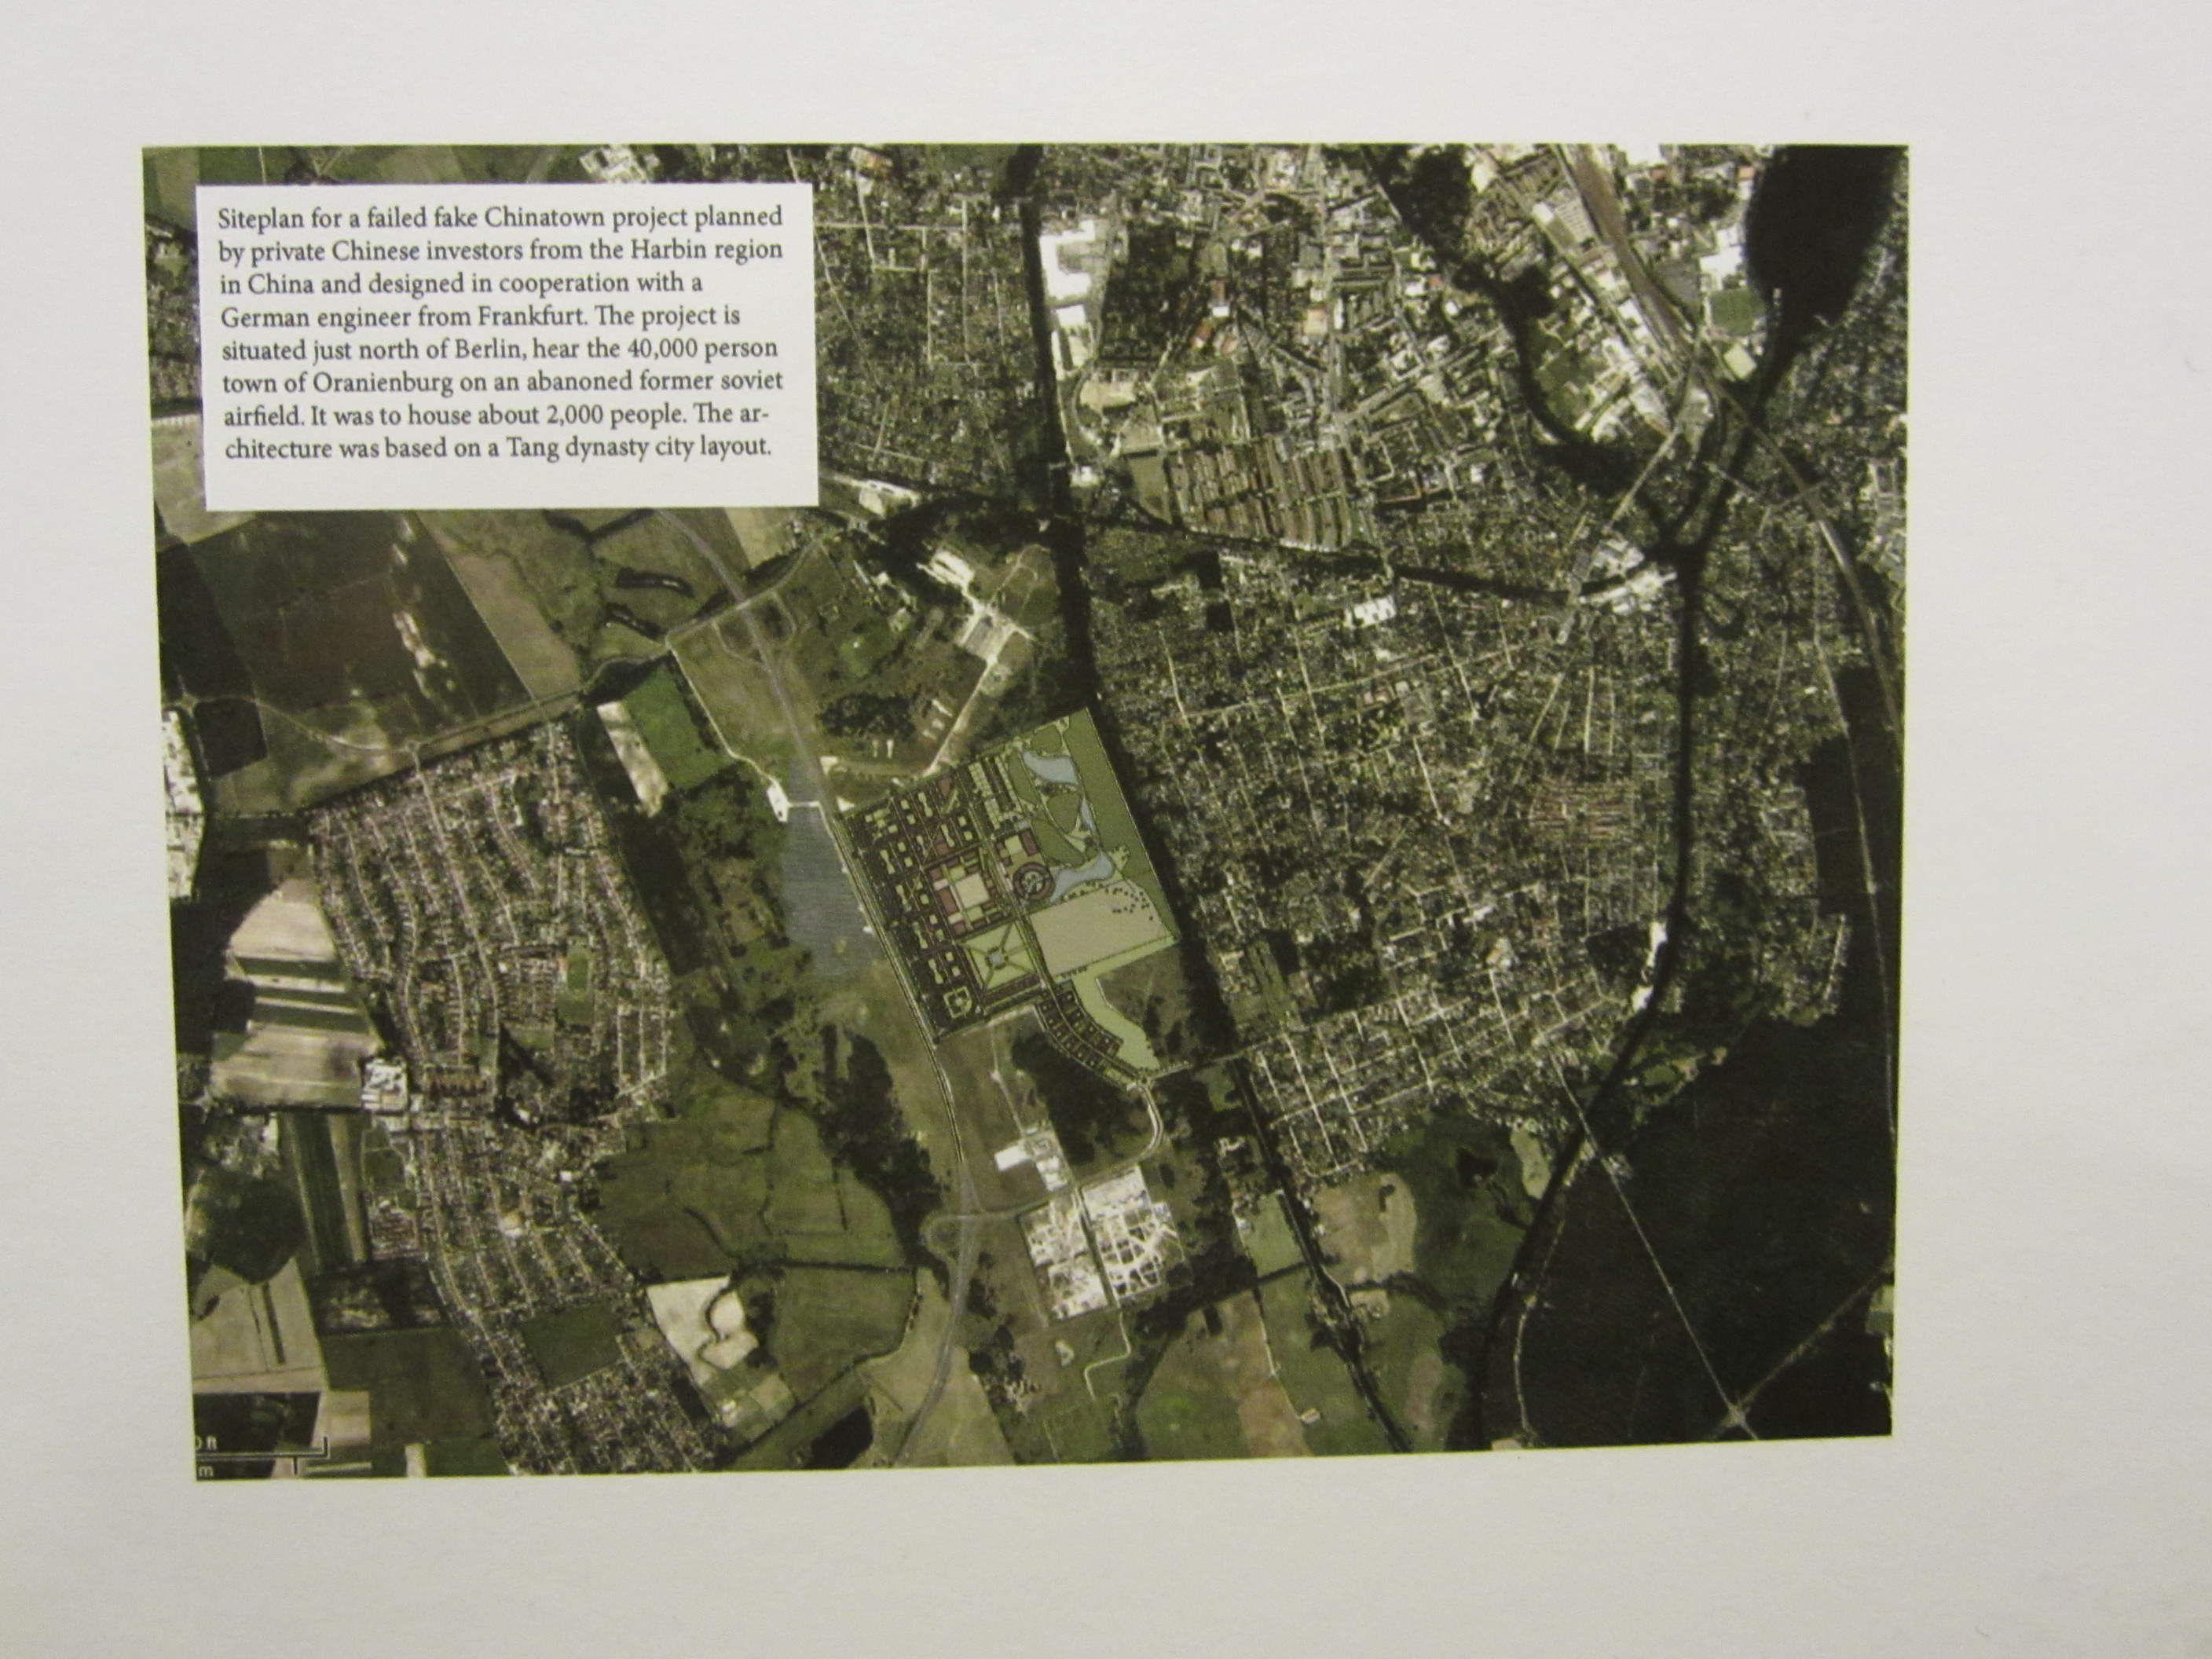 Siteplan for a failed fake Chinatown project planned
by private Chinese investors from the Harbin region
in China and designed in cooperation with a
German engineer from Frankfurt. The project is
situated just north of Berlin, hear the 40,000 person
town of Oranienburg on an abanoned former soviet
airfield. It was to house about 2,000 people. The ar-
chitecture was based on a Tang dynasty city layout.
ft
m